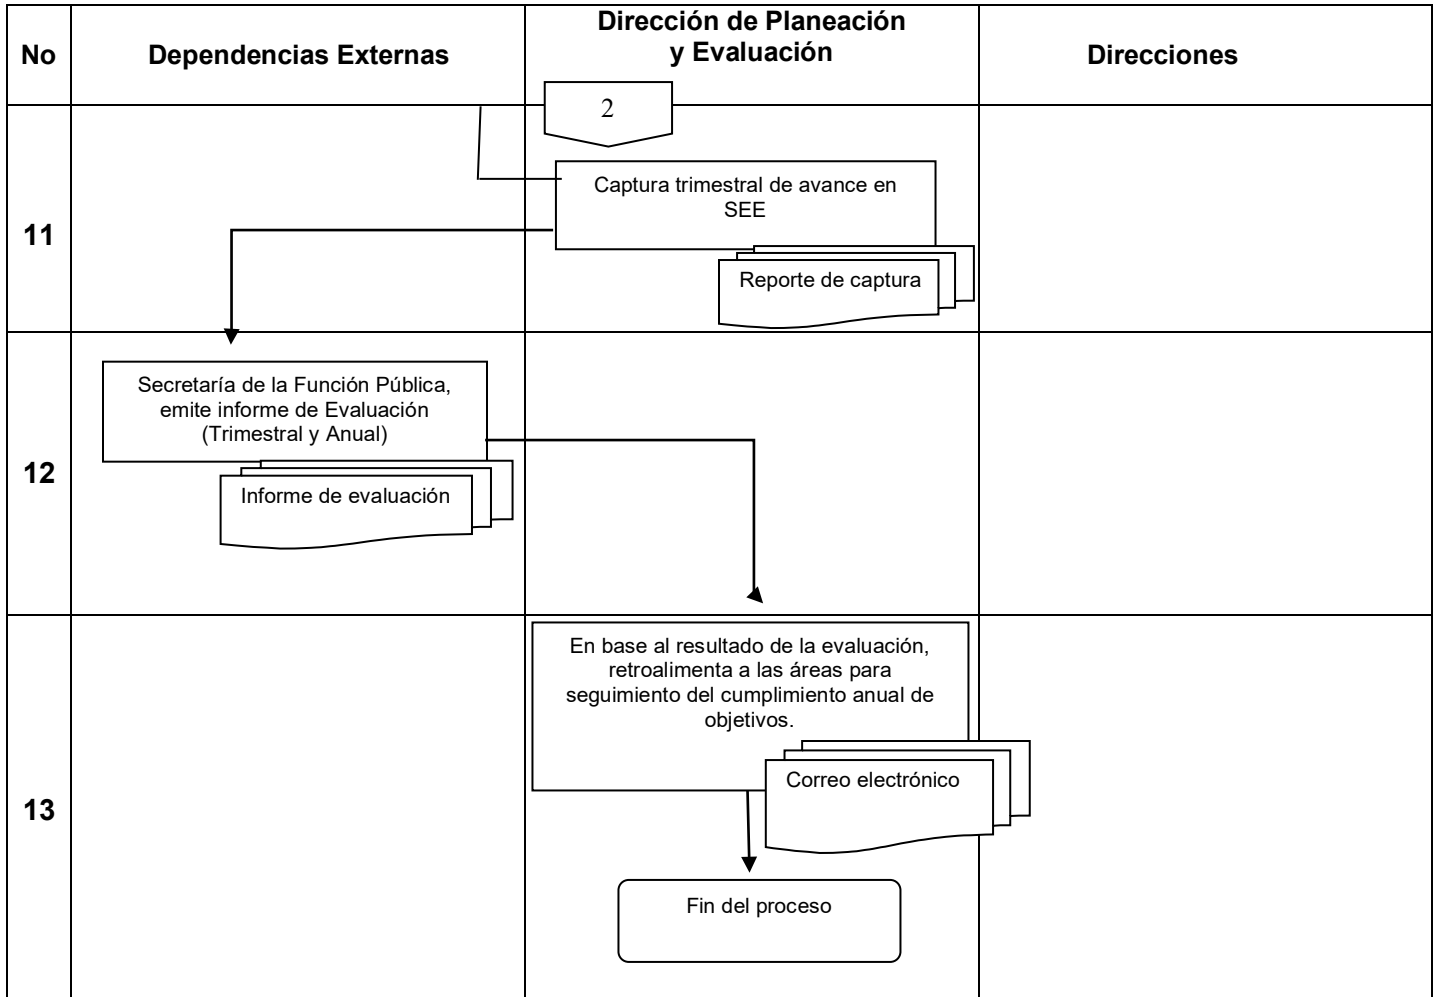 No
Dependencias Externas
Dirección de Planeación
y Evaluación
Direcciones
2
11
Captura trimestral de avance en
SEE
Reporte de captura
12
Secretaría de la Función Pública,
emite informe de Evaluación
(Trimestral y Anual)
Informe de evaluación
13
En base al resultado de la evaluación,
retroalimenta a las áreas para
seguimiento del cumplimiento anual de
objetivos.
Correo electrónico
Fin del proceso